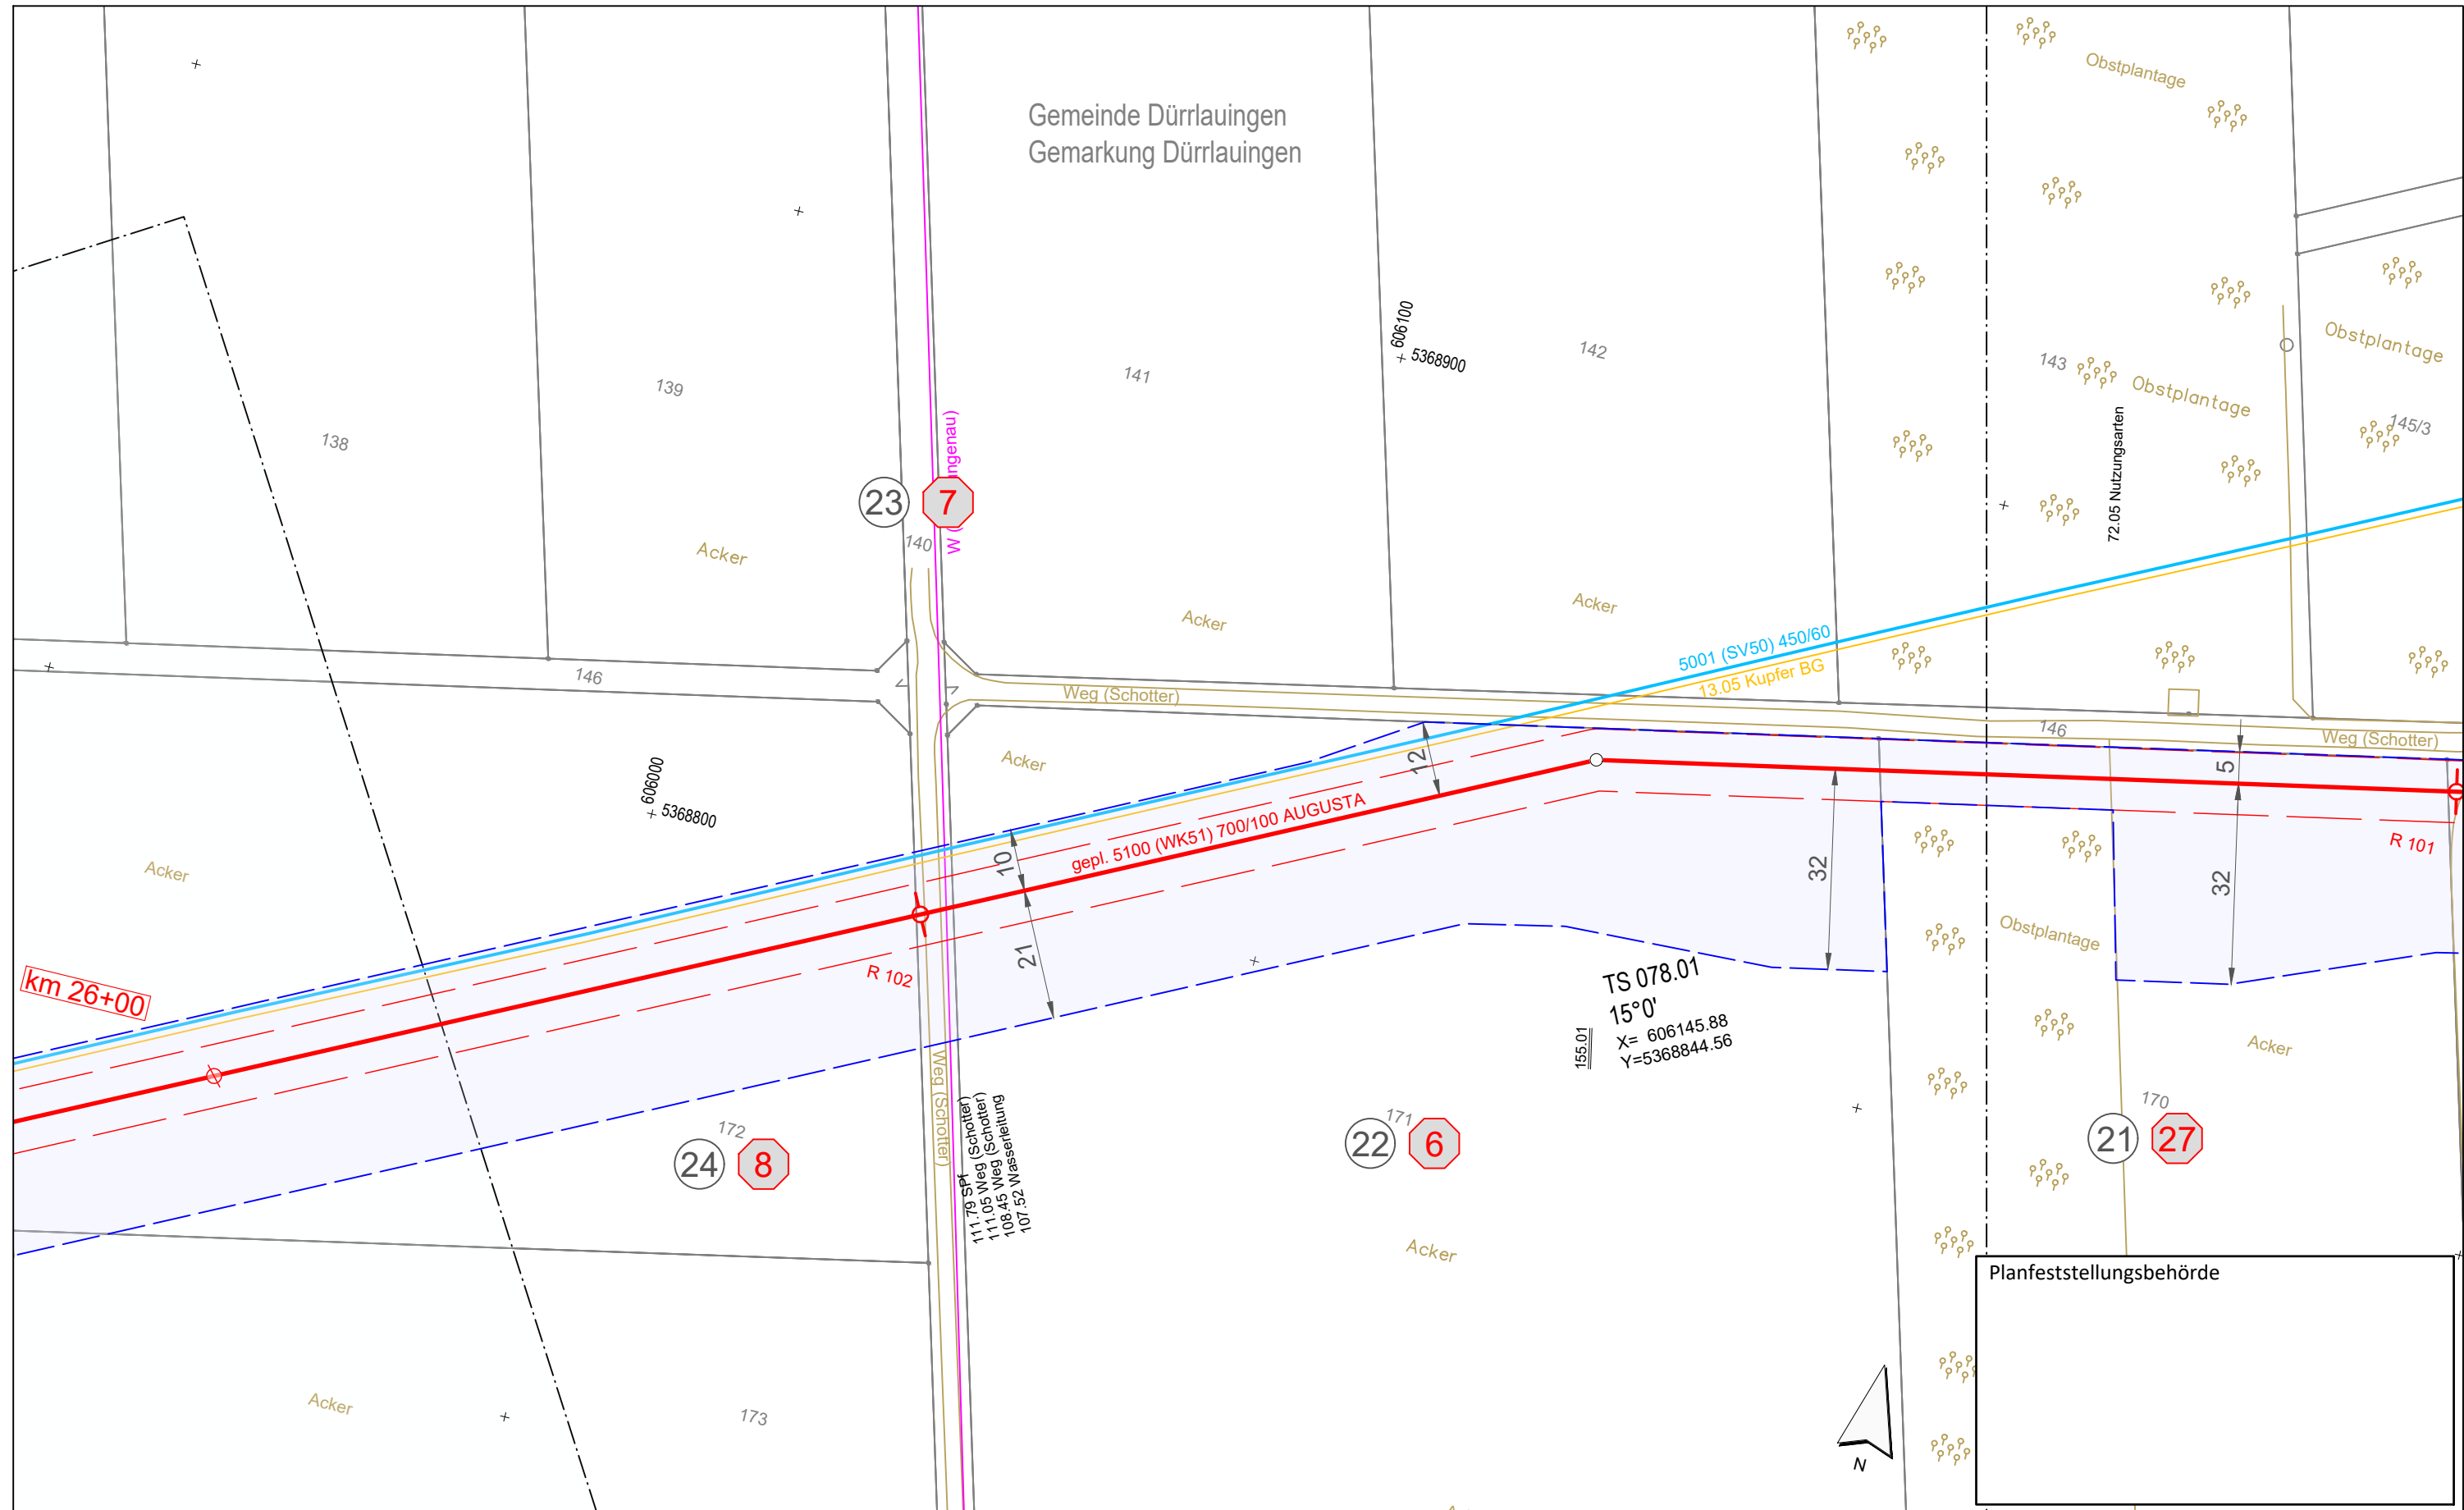 Gemeinde Dürrlauingen
Gemarkung Dürrlauingen
Obstplantage
Obstplantage
Obstplantage
138
139
141
142
143
145/3
606100
5368900
72.05 Nutzungsarten
23
7
140
Acker
Acker
Acker
5001 (SV50) 450/60
13.05 Kupfer BG
146
Weg (Schotter)
146
Weg (Schotter)
Acker
606000
5368800
Acker
12
10
21
5
32
32
gepl. 5100 (WK51) 700/100 AUGUSTA
R 101
R 102
km 26+00
Obstplantage
TS 078.01
15°0'
X= 606145.88
Y=5368844.56
155.01
Weg (Schotter)
111.79 SPf (Schotter)
111.05 Weg (Schotter)
108.45 Weg (Schotter)
107.52 Wasserleitung
172
24
8
171
22
6
170
21
27
Acker
Acker
Acker
173
N
Planfeststellungsbehörde